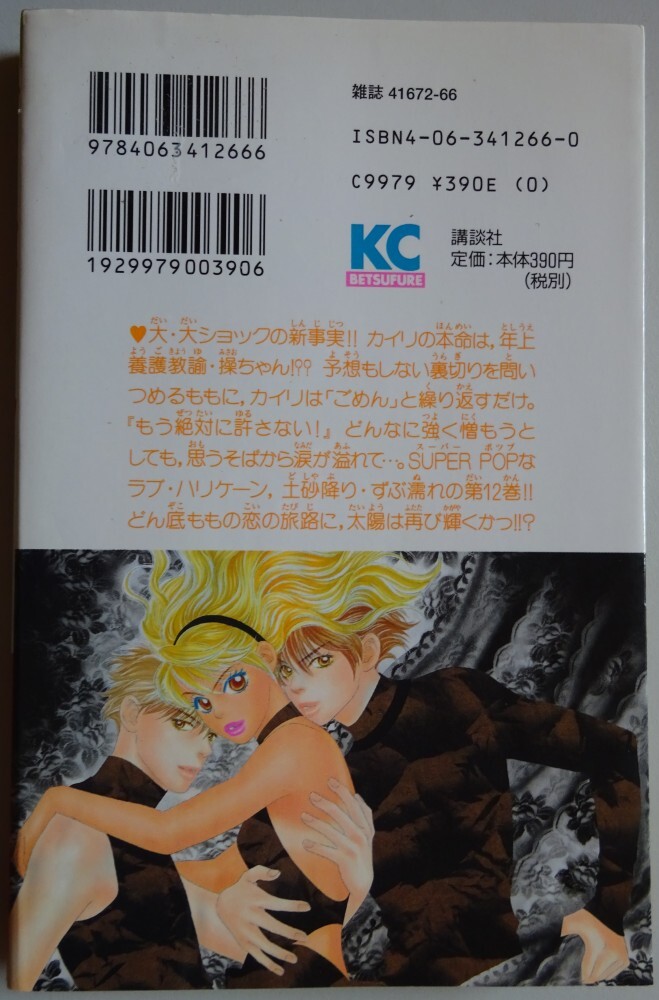 雑誌 41672-66
9784063412666
ISBN4-06-341266-0
C9979 ¥390E (0)
1929979003906
KC
BETSUFURE
講談社
定価：本体390円
（税別）
♥大・大ショックの新事実!! カイリの本命は，年上
養護教諭・操ちゃん!?? 予想もしない裏切りを問い
つめるももに，カイリは「ごめん」と繰り返すだけ。
『もう絶対に許さない！』 どんなに強く憎もうと
しても，思うそばから涙が溢れて…。SUPER POPな
ラブ・ハリケーン，土砂降り・ずぶ濡れの第12巻!!
どん底ももの恋の旅路に，太陽は再び輝くかっ!!?